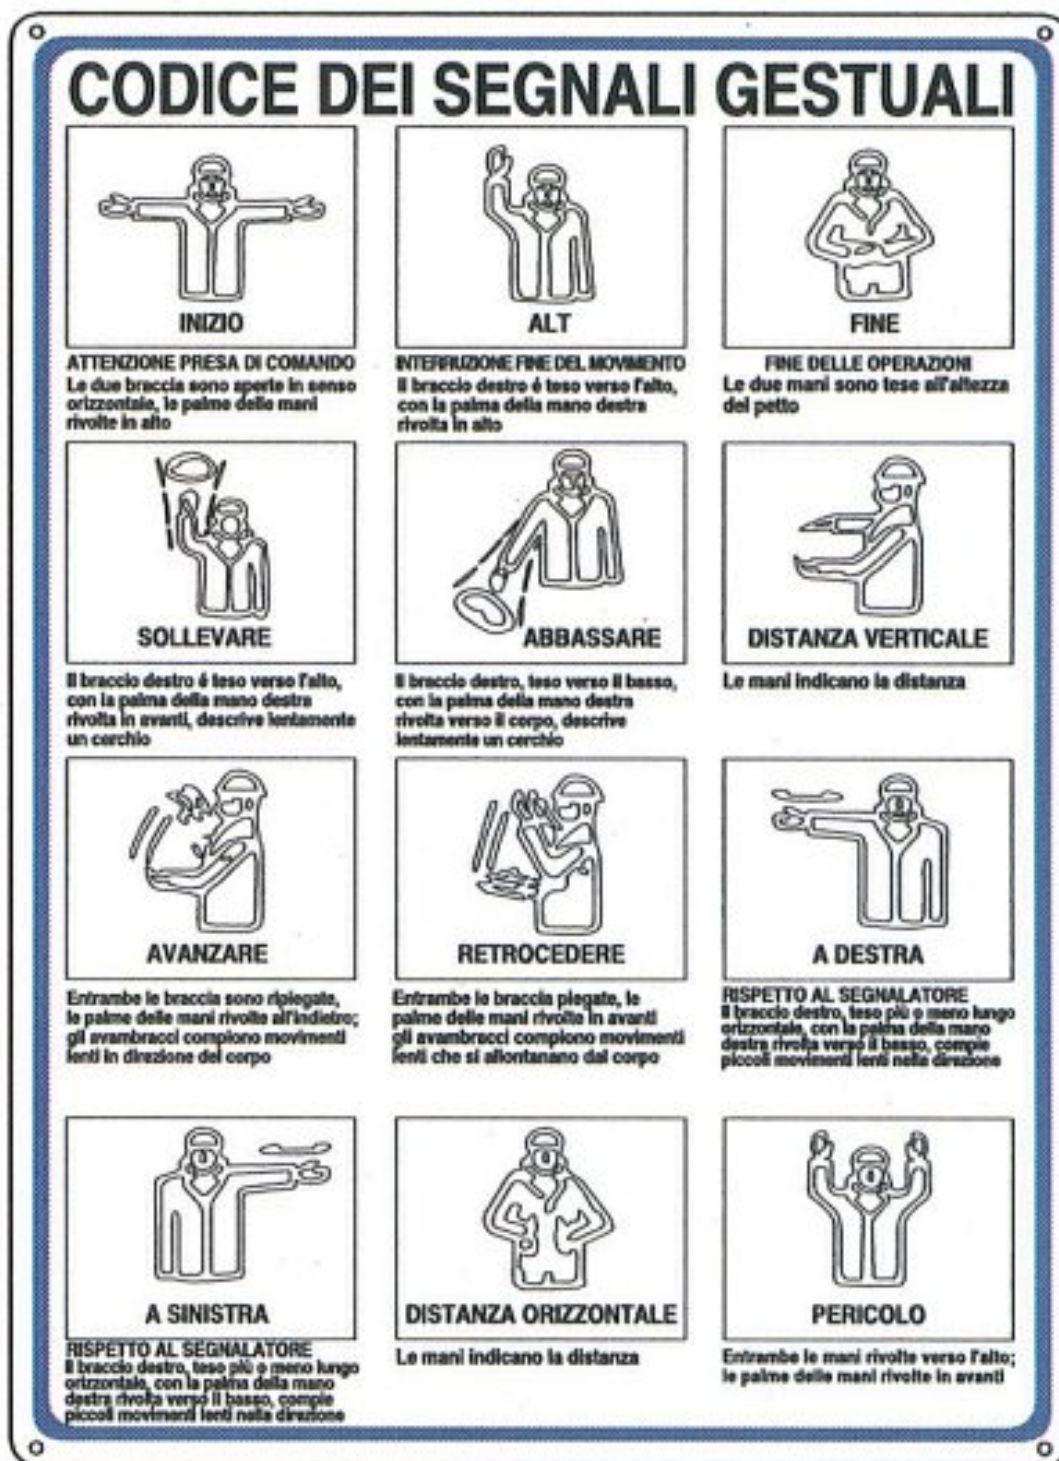 CODICE DEI SEGNALI GESTUALI
INIZIO
ATTENZIONE PRESA DI COMANDO
Le due braccia sono aperte in senso
orizzontale, le palme delle mani
rivolte in alto
ALT
INTERRUZIONE FINE DEL MOVIMENTO
Il braccio destro é teso verso l'alto,
con la palma della mano destra
rivolta in alto
FINE
FINE DELLE OPERAZIONI
Le due mani sono tese all'altezza
del petto
SOLLEVARE
Il braccio destro é teso verso l'alto,
con la palma della mano destra
rivolta in avanti, descrive lentamente
un cerchio
ABBASSARE
Il braccio destro, teso verso il basso,
con la palma della mano destra
rivolta verso il corpo, descrive
lentamente un cerchio
DISTANZA VERTICALE
Le mani indicano la distanza
AVANZARE
Entrambe le braccia sono ripiegate,
le palme delle mani rivolte all'indietro;
gli avambracci compiono movimenti
lenti in direzione del corpo
RETROCEDERE
Entrambe le braccia piegate, le
palme delle mani rivolte in avanti
gli avambracci compiono movimenti
lenti che si allontanano dal corpo
A DESTRA
RISPETTO AL SEGNALATORE
Il braccio destro, teso più o meno lungo
orizzontale, con la palma della mano
destra rivolta verso il basso, compie
piccoli movimenti lenti nella direzione
A SINISTRA
RISPETTO AL SEGNALATORE
Il braccio destro, teso più o meno lungo
orizzontale, con la palma della mano
destra rivolta verso il basso, compie
piccoli movimenti lenti nella direzione
DISTANZA ORIZZONTALE
Le mani indicano la distanza
PERICOLO
Entrambe le mani rivolte verso l'alto;
le palme delle mani rivolte in avanti